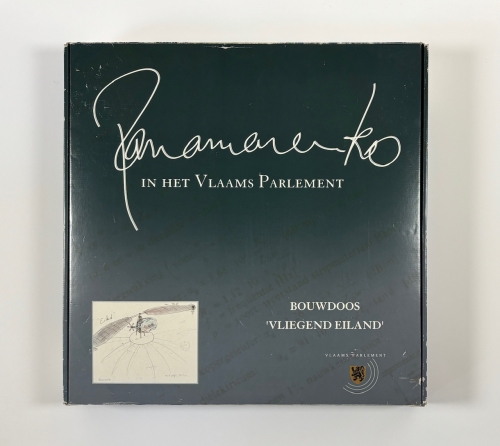 Panamarenko
IN HET VLAAMS PARLEMENT
BOUWDOOS
'VLIEGEND EILAND'
VLAAMS PARLEMENT